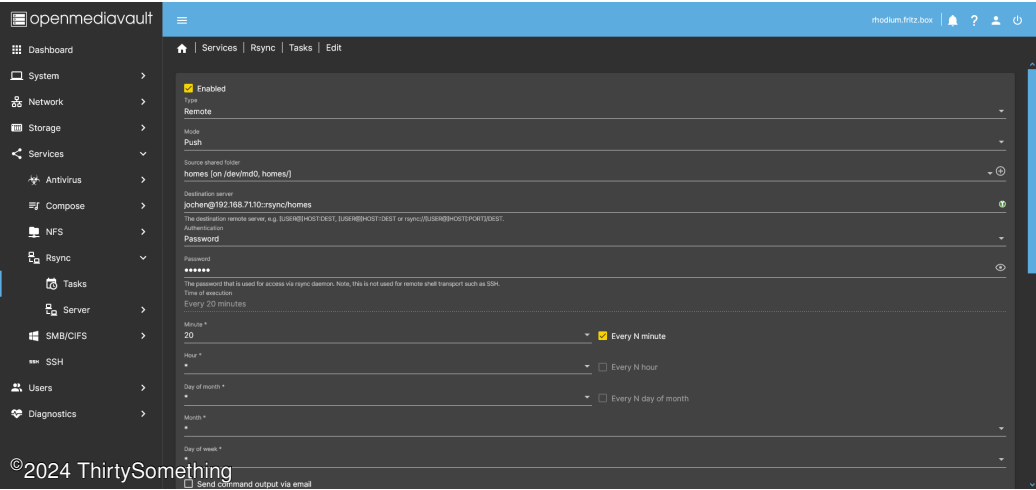 openmediavault
rhodium.fritz.box
Dashboard
System
Network
Storage
Services
Antivirus
Compose
NFS
Rsync
Tasks
Server
SMB/CIFS
SSH
Users
Diagnostics
| Services | Rsync | Tasks | Edit
Enabled
Type
Remote
Mode
Push
Source shared folder
homes [on /dev/md0, homes/]
Destination server
jochen@192.168.71.10::rsync/homes
The destination remote server, e.g. [USER@]HOST:DEST, [USER@]HOST::DEST or rsync://[USER@]HOST[:PORT]/DEST.
Authentication
Password
Password
••••••
The password that is used for access via rsync daemon. Note, this is not used for remote shell transport such as SSH.
Time of execution
Every 20 minutes
Minute *
20
Every N minute
Hour *
*
Every N hour
Day of month *
*
Every N day of month
Month *
*
Day of week *
*
Send command output via email
©2024 ThirtySomething